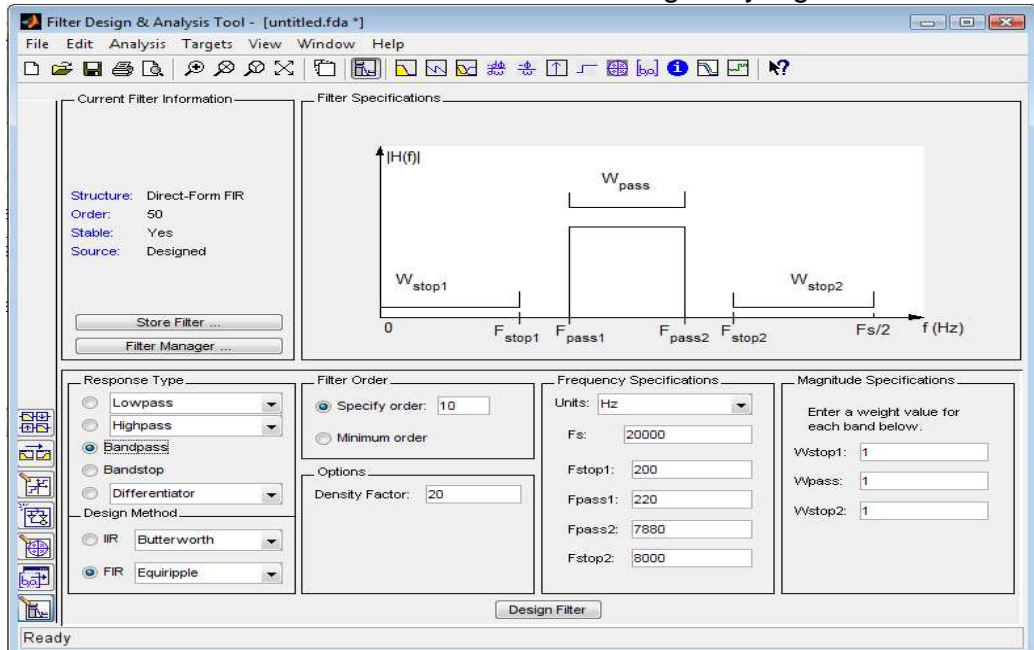 Filter Design & Analysis Tool - [untitled.fda *]
File Edit Analysis Targets View Window Help
Current Filter Information
Structure: Direct-Form FIR
Order: 50
Stable: Yes
Source: Designed
Store Filter ...
Filter Manager ...
Filter Specifications
|H(f)|
Wpass
Wstop1
Wstop2
0 Fstop1 Fpass1 Fpass2 Fstop2 Fs/2 f (Hz)
Response Type
Lowpass
Highpass
Bandpass
Bandstop
Differentiator
Design Method
IIR Butterworth
FIR Equiripple
Filter Order
Specify order: 10
Minimum order
Options
Density Factor: 20
Frequency Specifications
Units: Hz
Fs: 20000
Fstop1: 200
Fpass1: 220
Fpass2: 7880
Fstop2: 8000
Magnitude Specifications
Enter a weight value for
each band below.
Wstop1: 1
Wpass: 1
Wstop2: 1
Design Filter
Ready